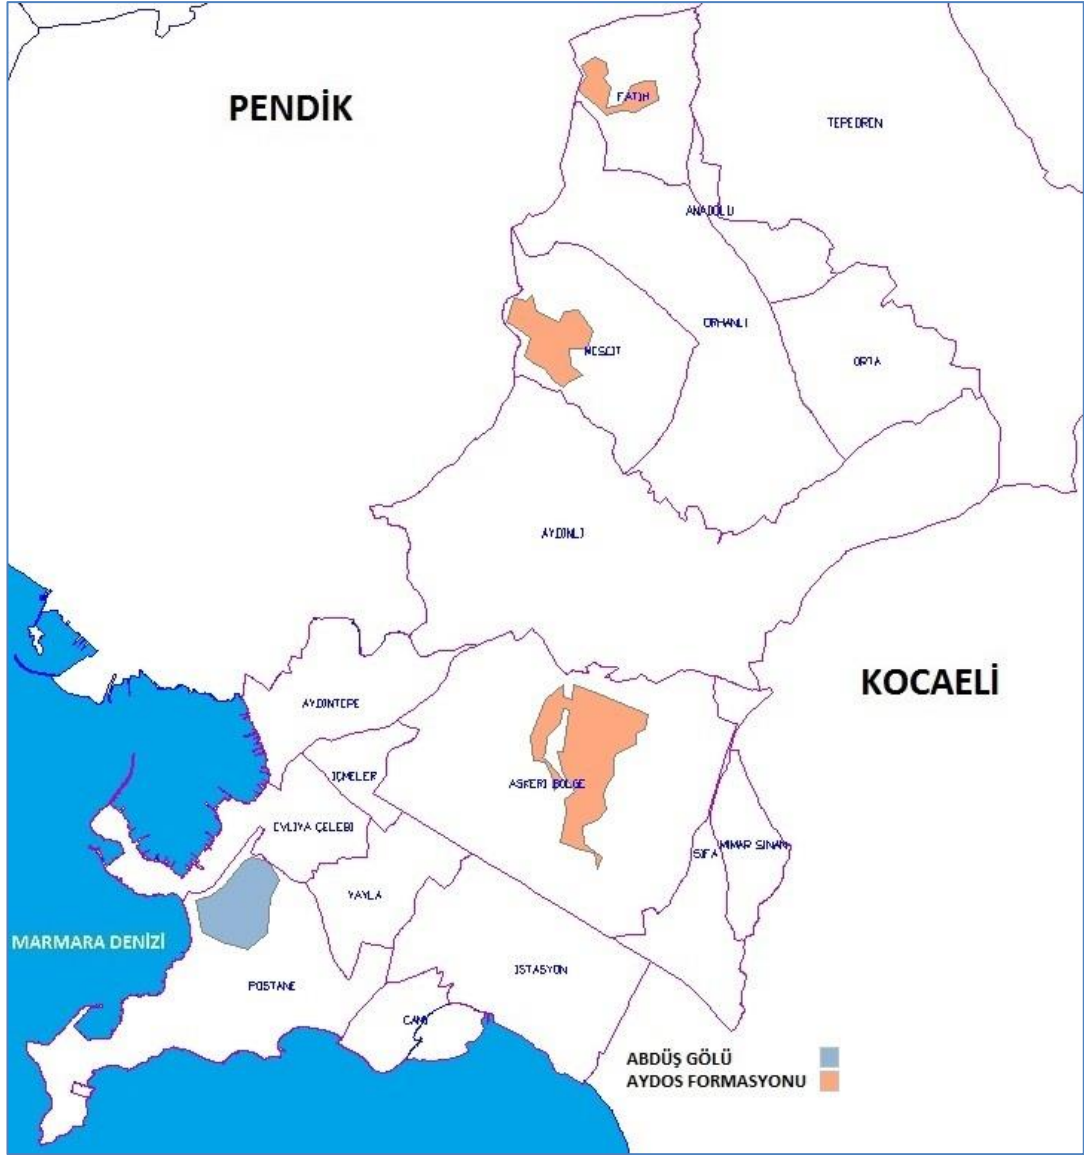 PENDİK
FATİH
TEPEÖREN
ANADOLU
ORHANLI
MESCİT
ORTA
AYDINLI
KOCAELİ
AYDINTEPE
İÇMELER
ASKERİ BÖLGE
EVLİYA ÇELEBİ
ŞİFA
MİMAR SİNAN
YAYLA
MARMARA DENİZİ
İSTASYON
POSTANE
CAMİ
ABDÜŞ GÖLÜ
AYDOS FORMASYONU